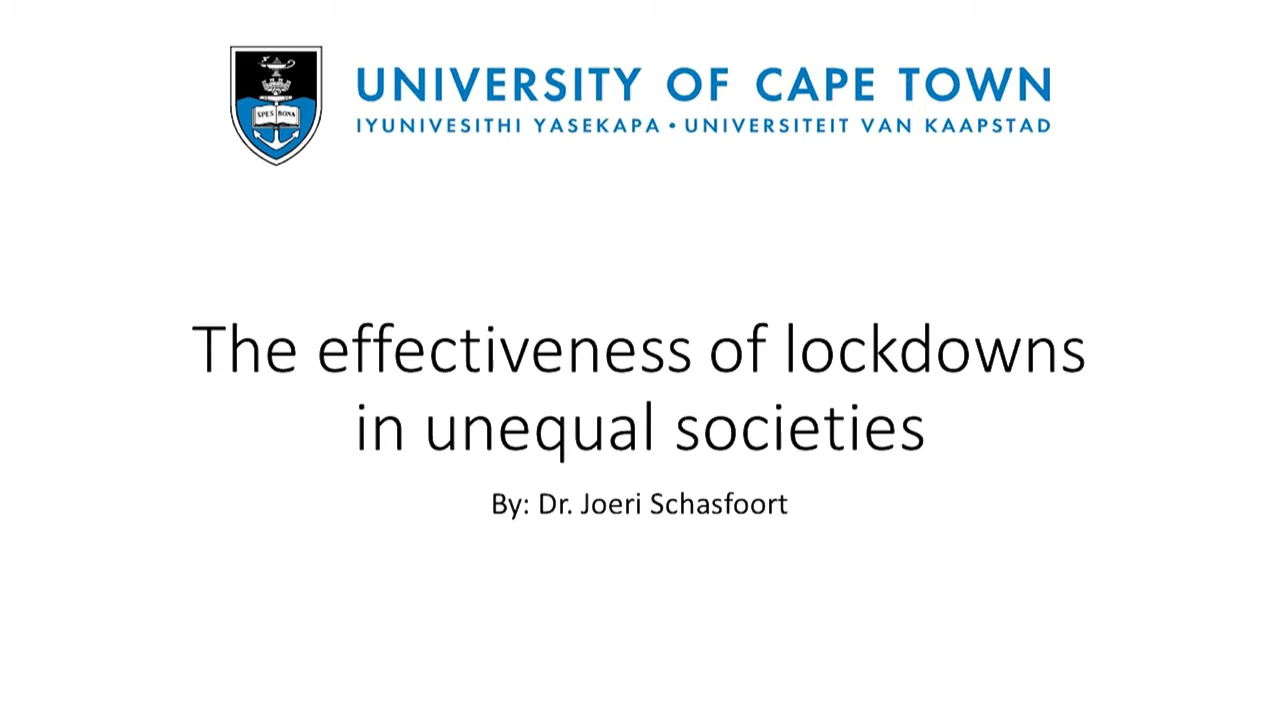 SPES BONA
UNIVERSITY OF CAPE TOWN
IYUNIVESITHI YASEKAPA • UNIVERSITEIT VAN KAAPSTAD
The effectiveness of lockdowns
in unequal societies
By: Dr. Joeri Schasfoort